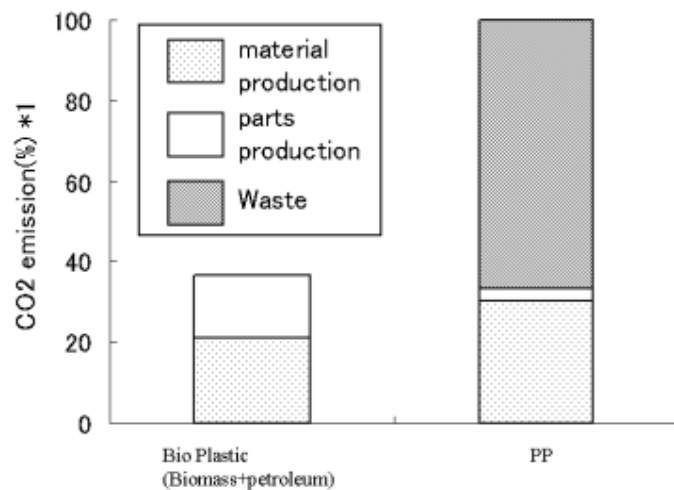 100
80
60
40
20
0
CO2 emission(%) *1
material
production
parts
production
Waste
Bio Plastic
(Biomass+petroleum)
PP